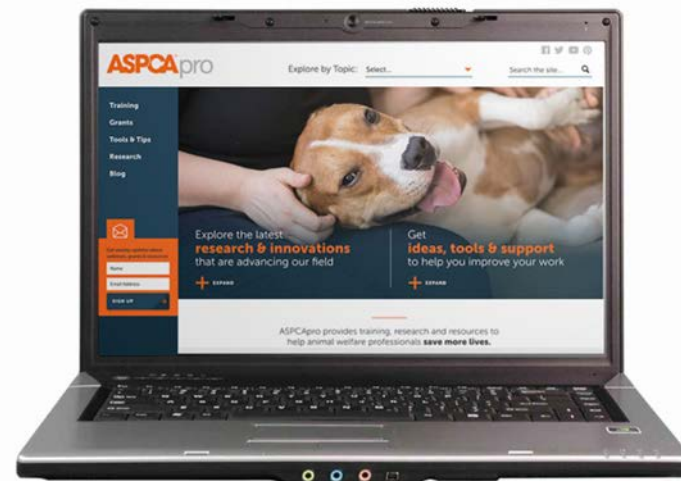 ASPCApro
Explore by Topic: Select...
Search the site...
Training
Grants
Tools & Tips
Research
Blog
Name
Email Address
SIGN UP
Explore the latest
research & innovations
that are advancing our field
EXPAND
Get
ideas, tools & support
to help you improve your work
EXPAND
ASPCApro provides training, research and resources to
help animal welfare professionals save more lives.